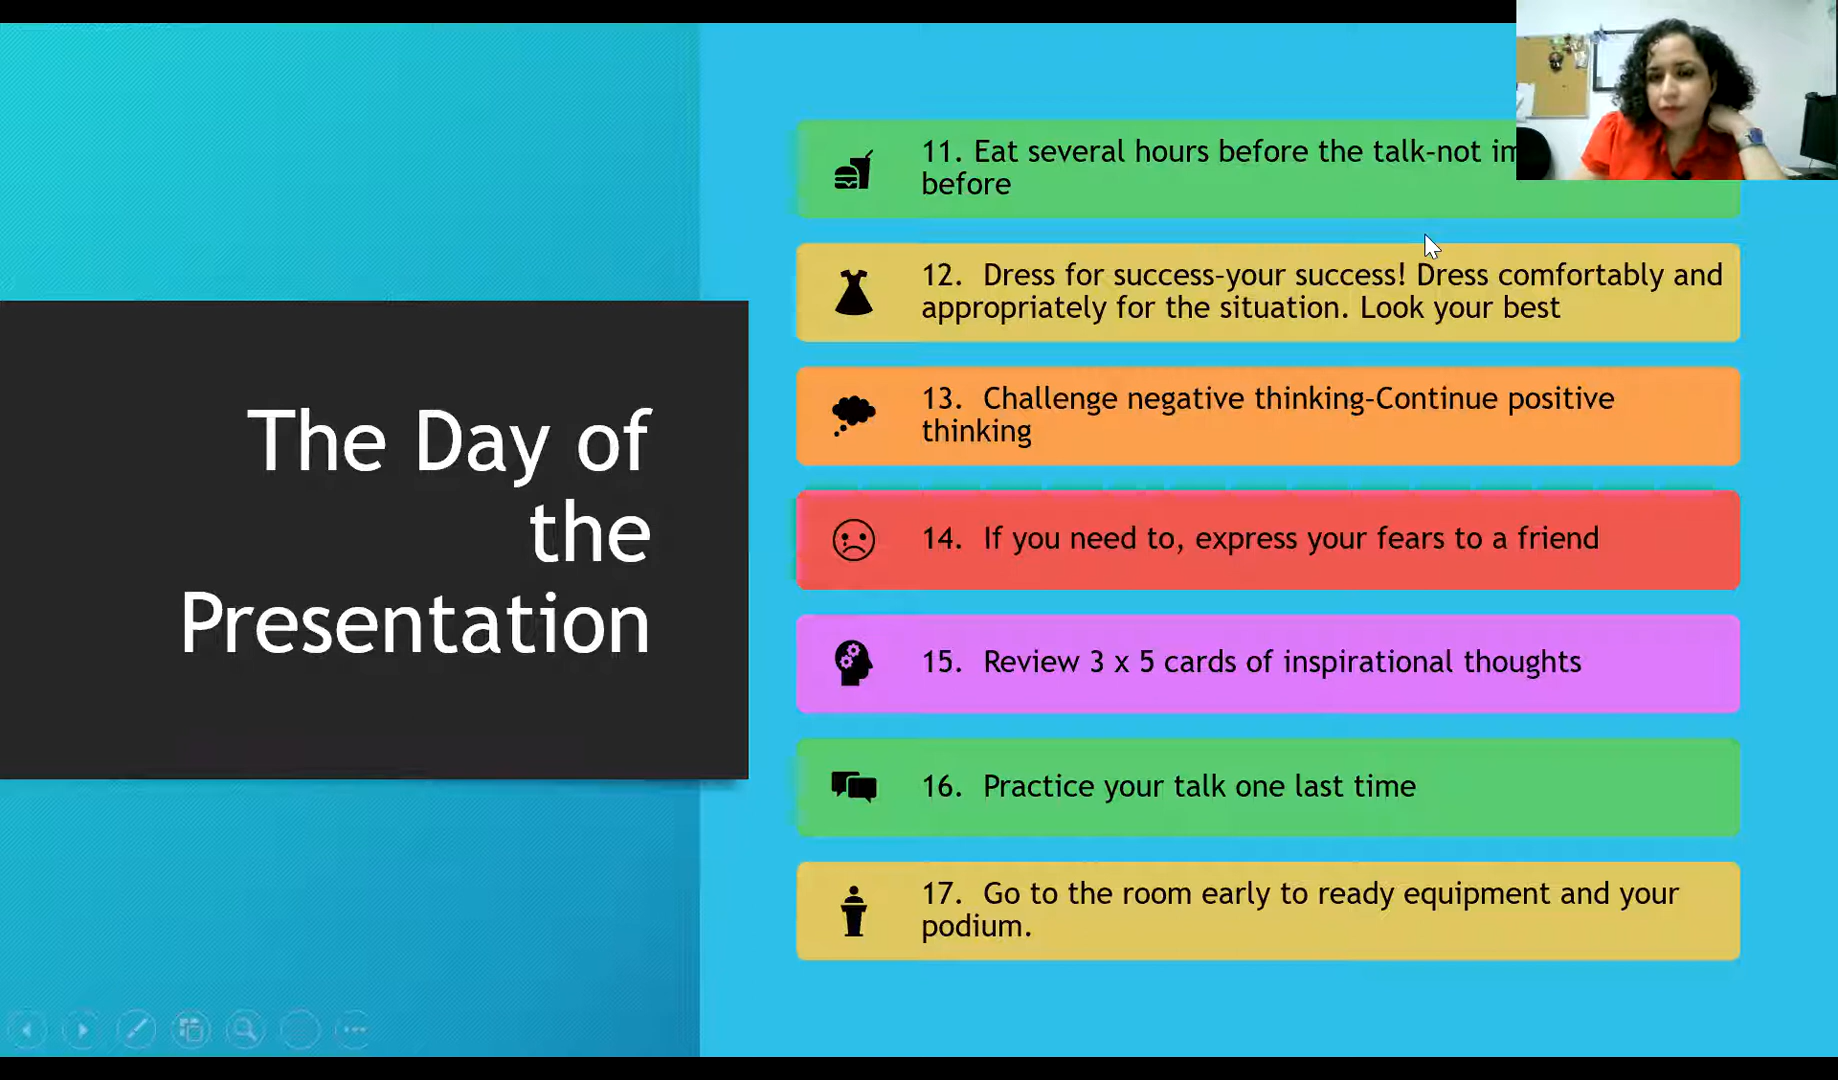 The Day of
the
Presentation
11. Eat several hours before the talk-not
before
12. Dress for success-your success! Dress comfortably and
appropriately for the situation. Look your best
13. Challenge negative thinking-Continue positive
thinking
14. If you need to, express your fears to a friend
15. Review 3 x 5 cards of inspirational thoughts
16. Practice your talk one last time
17. Go to the room early to ready equipment and your
podium.